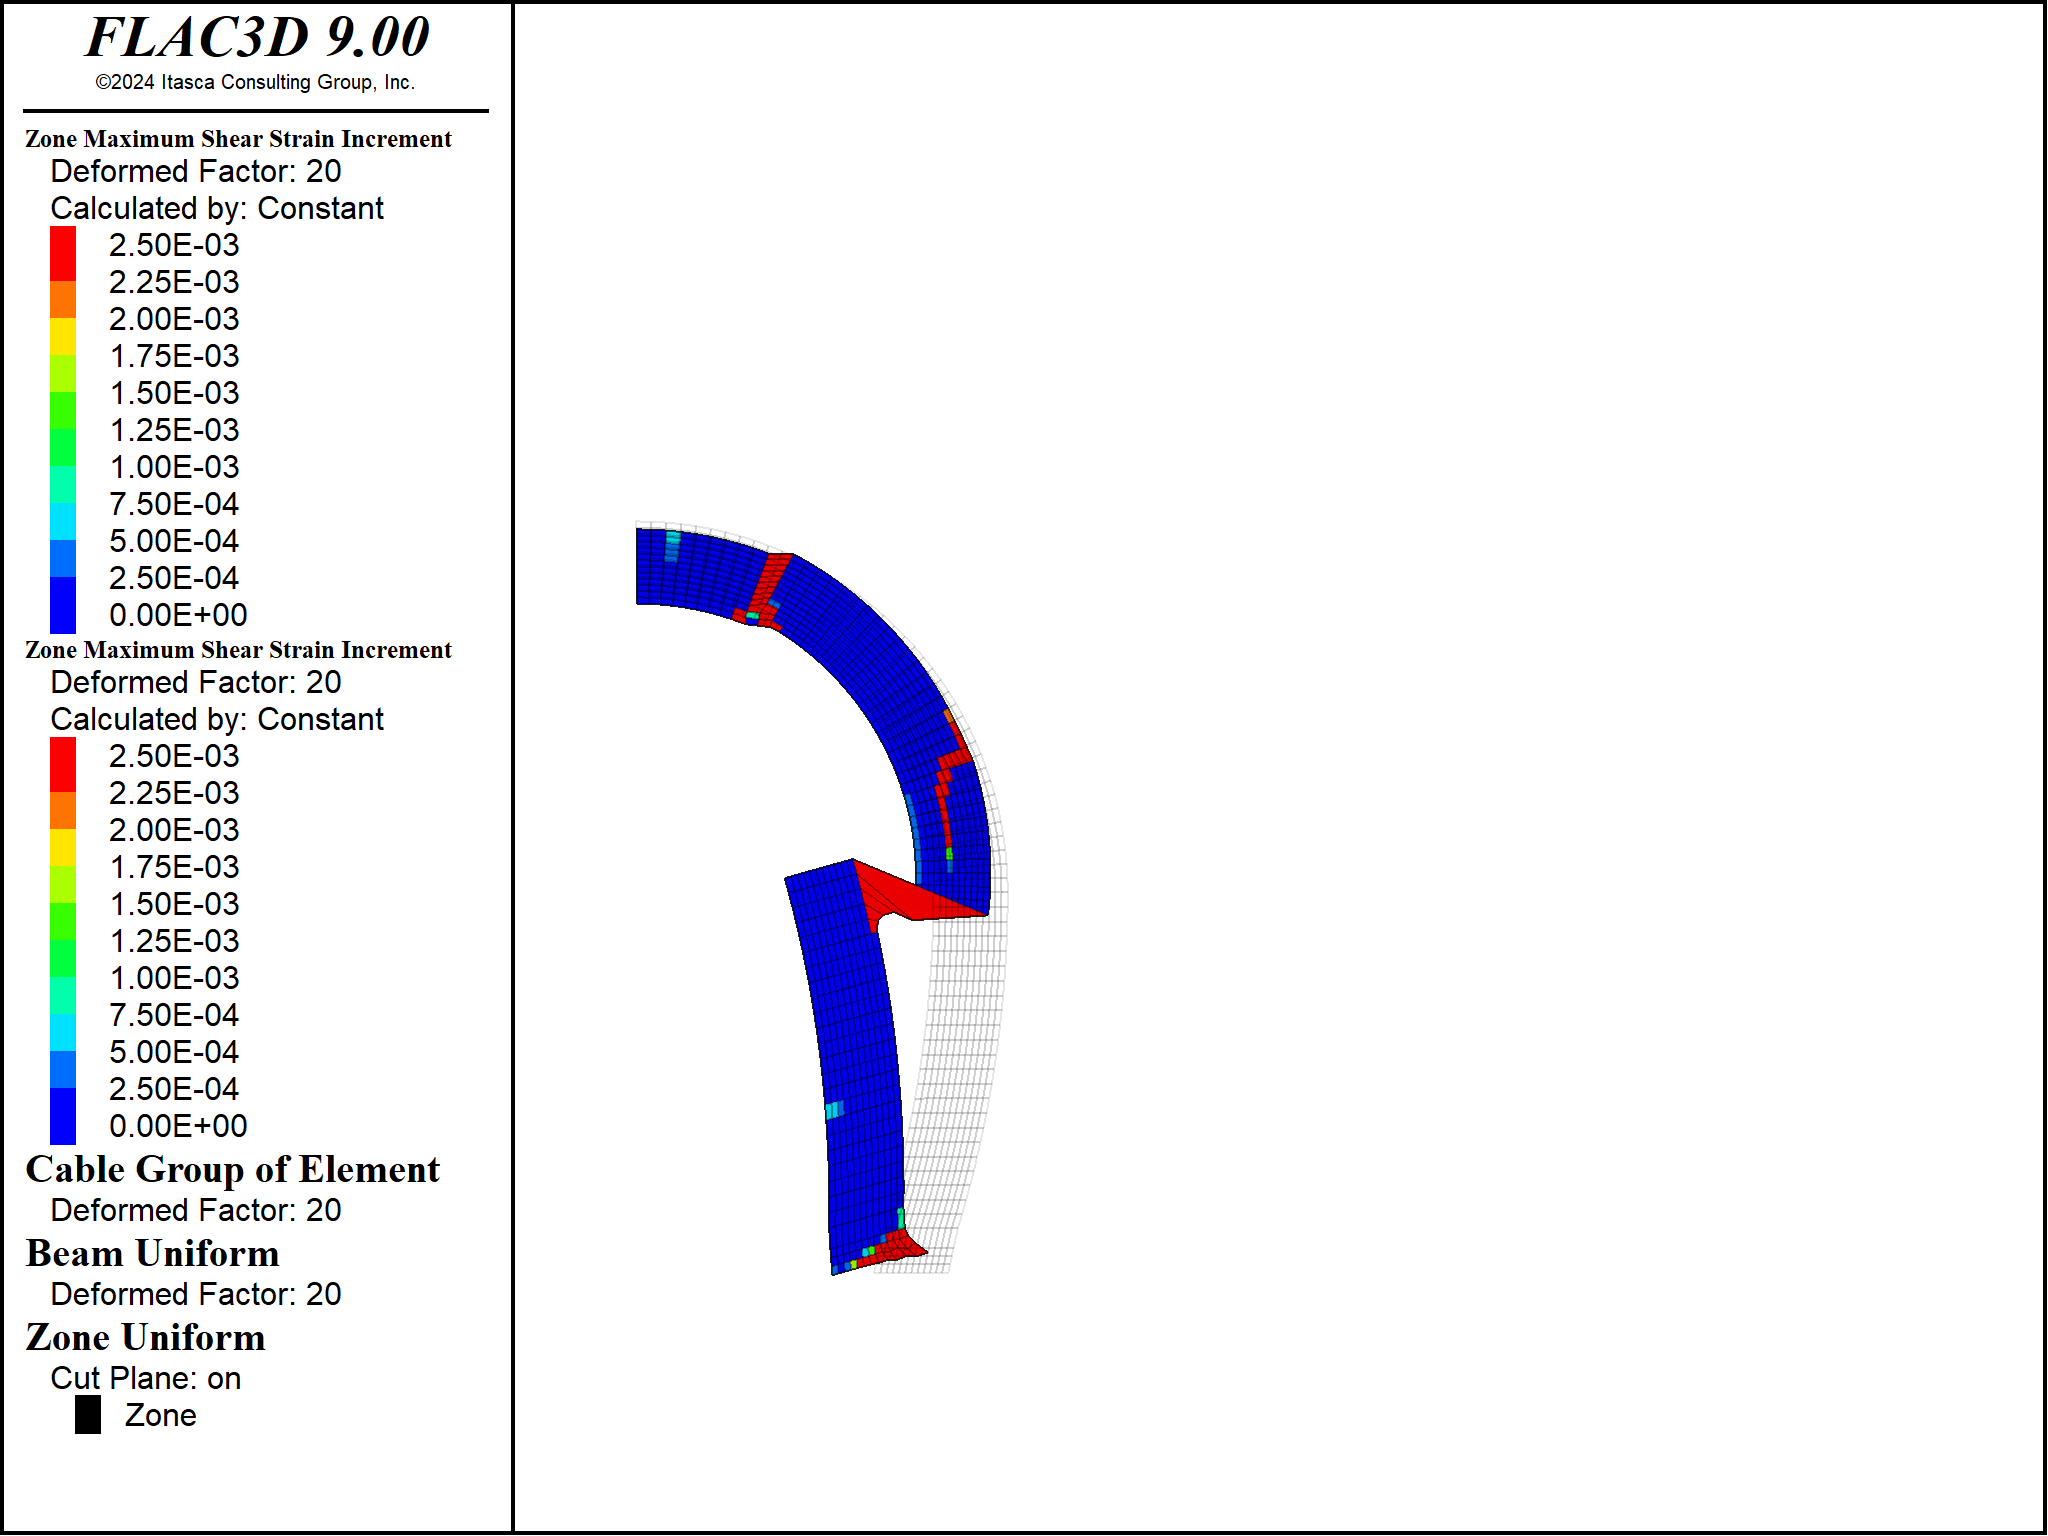 FLAC3D 9.00
©2024 Itasca Consulting Group, Inc.
Zone Maximum Shear Strain Increment
Deformed Factor: 20
Calculated by: Constant
2.50E-03
2.25E-03
2.00E-03
1.75E-03
1.50E-03
1.25E-03
1.00E-03
7.50E-04
5.00E-04
2.50E-04
0.00E+00
Zone Maximum Shear Strain Increment
Deformed Factor: 20
Calculated by: Constant
2.50E-03
2.25E-03
2.00E-03
1.75E-03
1.50E-03
1.25E-03
1.00E-03
7.50E-04
5.00E-04
2.50E-04
0.00E+00
Cable Group of Element
Deformed Factor: 20
Beam Uniform
Deformed Factor: 20
Zone Uniform
Cut Plane: on
Zone